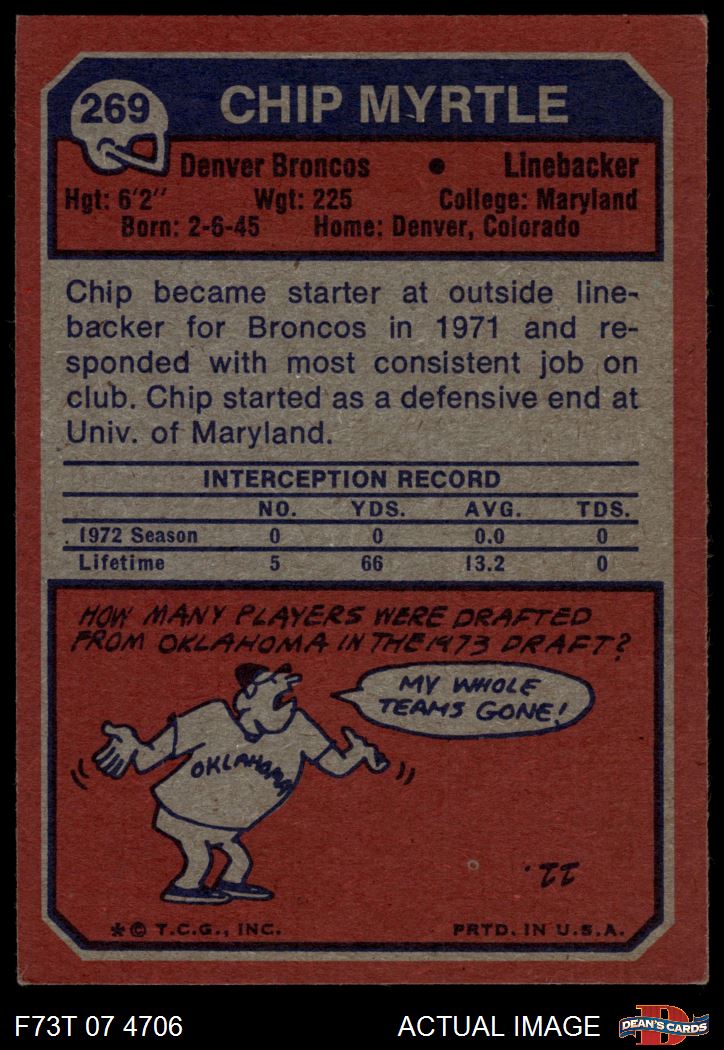 269
CHIP MYRTLE
Denver Broncos • Linebacker
Hgt: 6'2" Wgt: 225 College: Maryland
Born: 2-6-45 Home: Denver, Colorado
Chip became starter at outside line-
backer for Broncos in 1971 and re-
sponded with most consistent job on
club. Chip started as a defensive end at
Univ. of Maryland.
INTERCEPTION RECORD
NO. YDS. AVG. TDS.
1972 Season 0 0 0.0 0
Lifetime 5 66 13.2 0
HOW MANY PLAYERS WERE DRAFTED
FROM OKLAHOMA IN THE 1973 DRAFT?
MY WHOLE
TEAMS GONE!
OKLAHOMA
* © T.C.G., INC. PRTD. IN U.S.A.
F73T 07 4706 ACTUAL IMAGE
D
DEAN'S CARDS